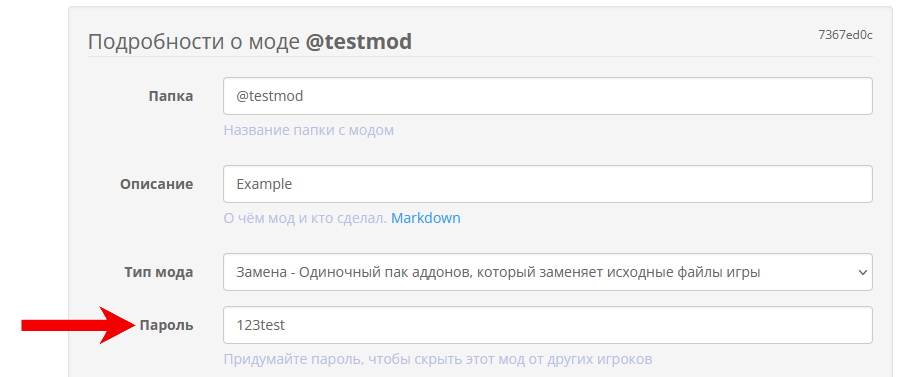 Подробности о моде @testmod 7367ed0c
Папка @testmod
Название папки с модом
Описание Example
О чём мод и кто сделал. Markdown
Тип мода Замена - Одиночный пак аддонов, который заменяет исходные файлы игры
Пароль 123test
Придумайте пароль, чтобы скрыть этот мод от других игроков